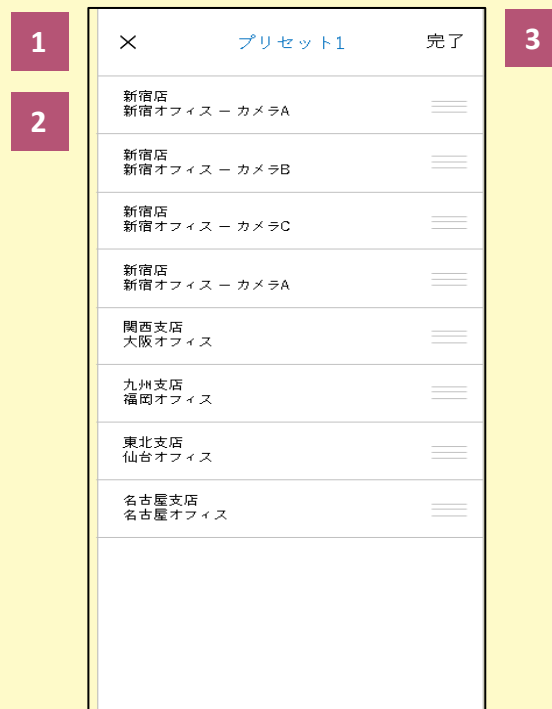 1
× プリセット1 完了
3
2
新宿店
新宿オフィス ー カメラA
新宿店
新宿オフィス ー カメラB
新宿店
新宿オフィス ー カメラC
新宿店
新宿オフィス ー カメラA
関西支店
大阪オフィス
九州支店
福岡オフィス
東北支店
仙台オフィス
名古屋支店
名古屋オフィス